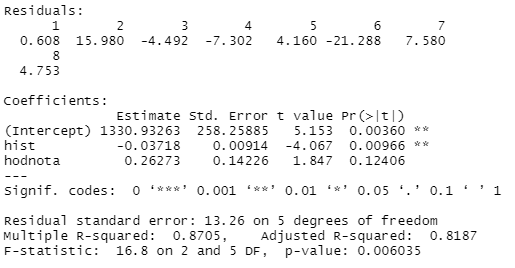 Residuals:
1 2 3 4 5 6 7
0.608 15.980 -4.492 -7.302 4.160 -21.288 7.580
8
4.753
Coefficients:
Estimate Std. Error t value Pr(>|t|)
(Intercept) 1330.93263 258.25885 5.153 0.00360 **
hist -0.03718 0.00914 -4.067 0.00966 **
hodnota 0.26273 0.14226 1.847 0.12406
---
Signif. codes: 0 ‘***’ 0.001 ‘**’ 0.01 ‘*’ 0.05 ‘.’ 0.1 ‘ ’ 1
Residual standard error: 13.26 on 5 degrees of freedom
Multiple R-squared: 0.8705, Adjusted R-squared: 0.8187
F-statistic: 16.8 on 2 and 5 DF, p-value: 0.006035